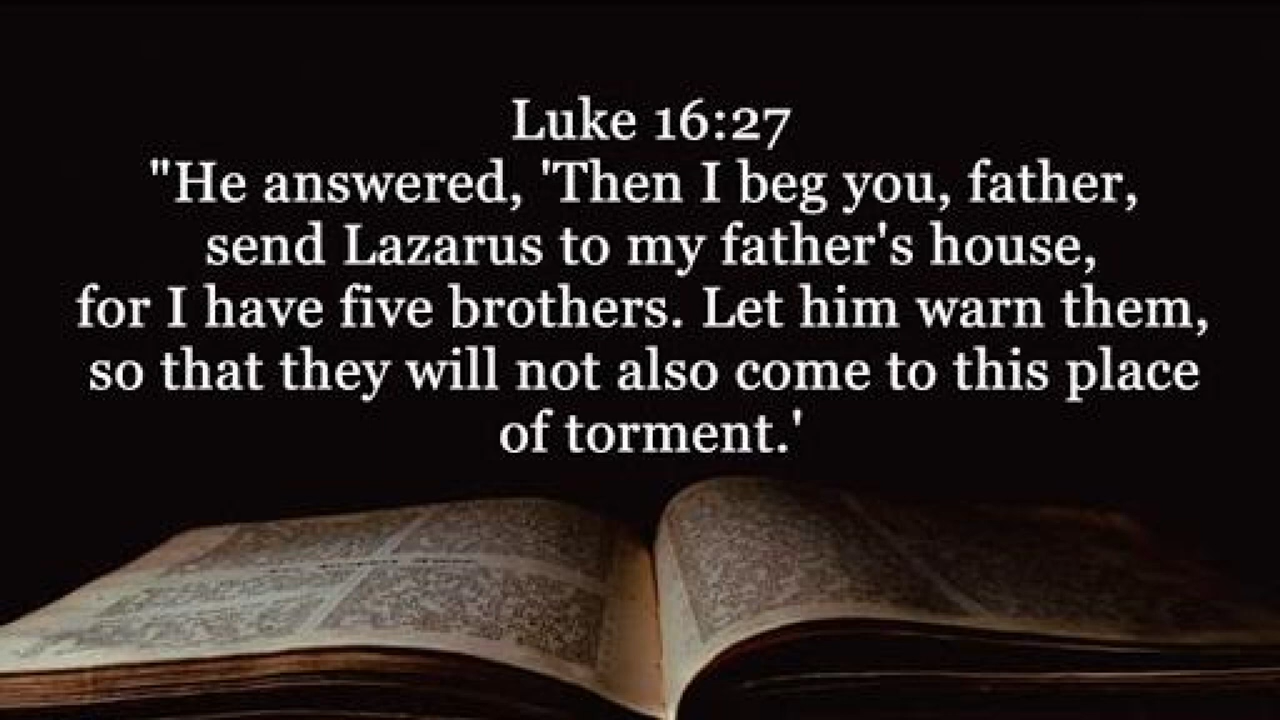 Luke 16:27
"He answered, 'Then I beg you, father,
send Lazarus to my father's house,
for I have five brothers. Let him warn them,
so that they will not also come to this place
of torment.'